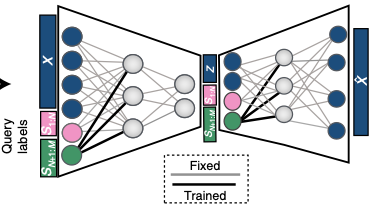 X
S1:N
SN+1:M
Query
labels
Z
S1:N
SN+1:M
X̂
Fixed
Trained